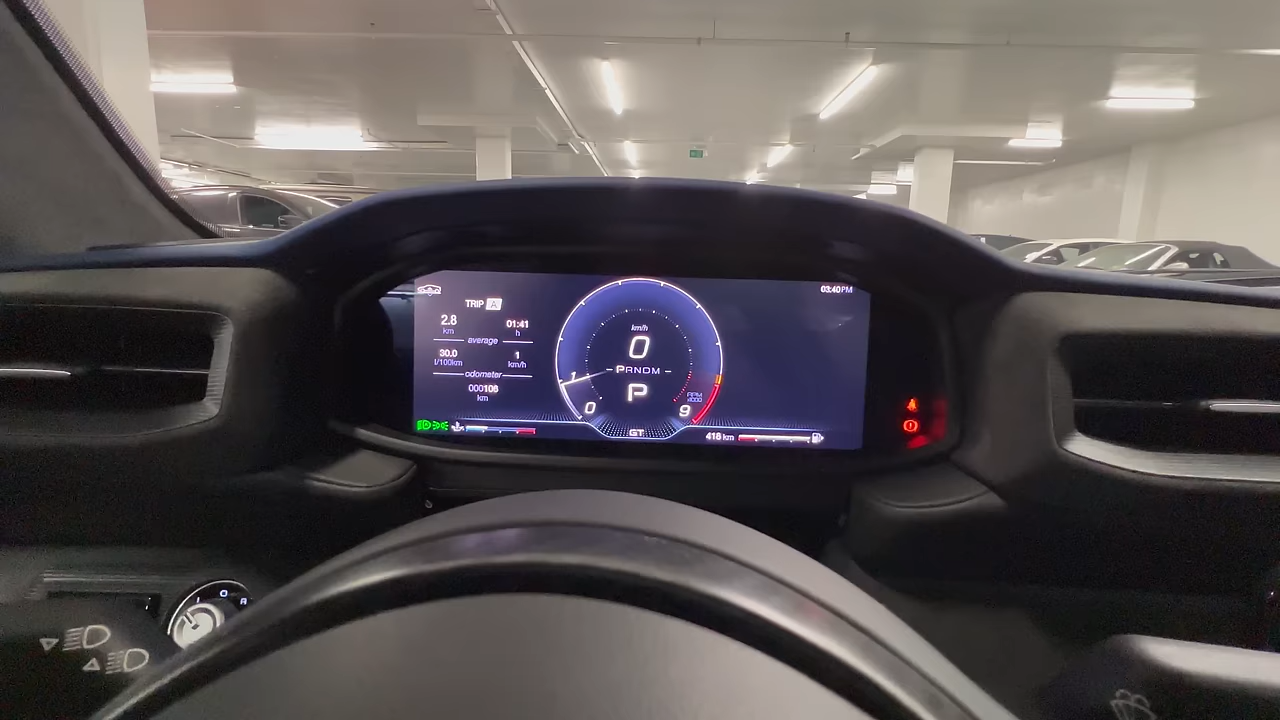 TRIP A
03:40PM
2.8
km
01:41
h
average
30.0
l/100km
1
km/h
odometer
000106
km
km/h
0
PRNDM
P
1
0
9
RPM
x1000
GT
418 km
O
A